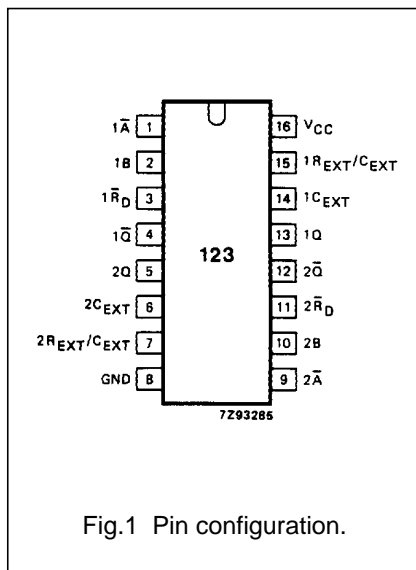 1A̅ 1 16 VCC
1B 2 15 1REXT/CEXT
1R̅D 3 14 1CEXT
1Q̅ 4 13 1Q
123
2Q 5 12 2Q̅
2CEXT 6 11 2R̅D
2REXT/CEXT 7 10 2B
GND 8 9 2A̅
7Z93285
Fig.1 Pin configuration.